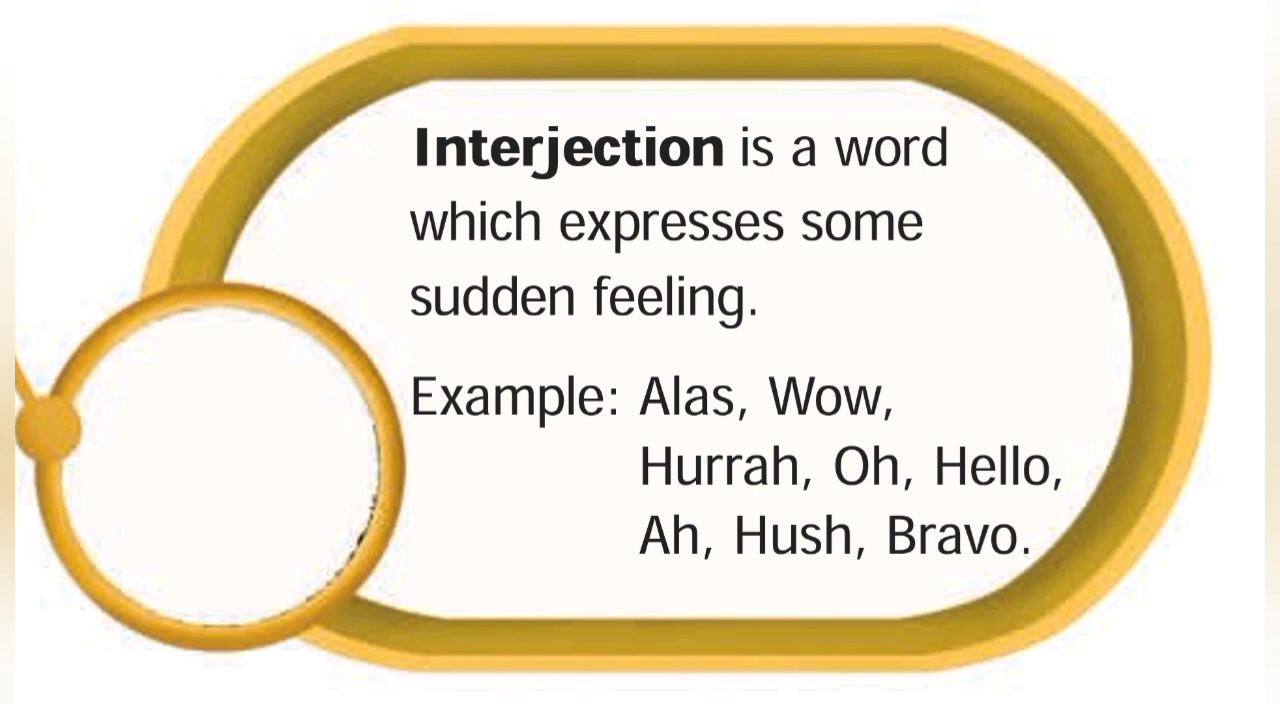 Interjection is a word
which expresses some
sudden feeling.
Example: Alas, Wow,
Hurrah, Oh, Hello,
Ah, Hush, Bravo.